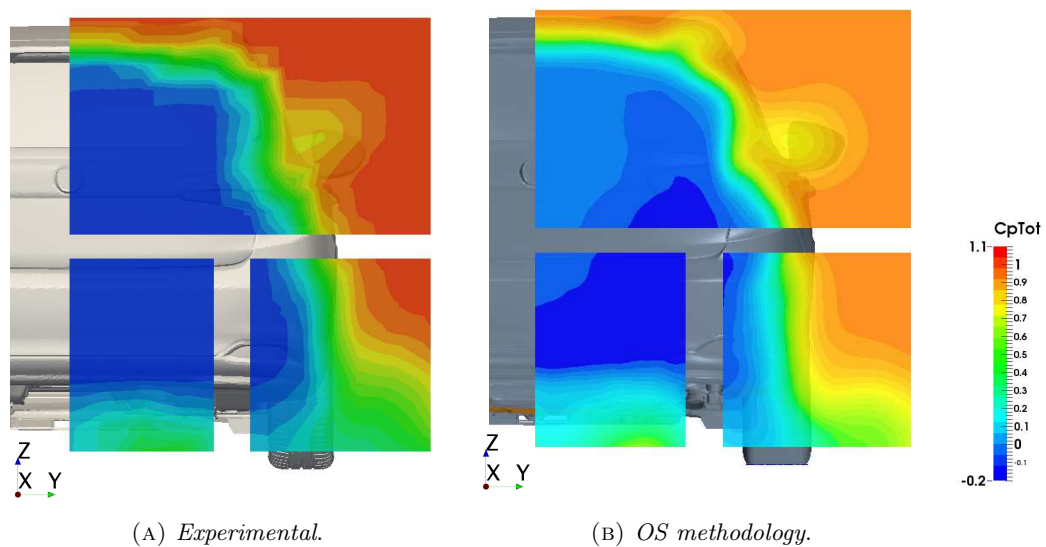 CpTot
1.1
1
0.9
0.8
0.7
0.6
0.5
0.4
0.3
0.2
0.1
0
-0.1
-0.2
Z
X Y
Z
X Y
(A) Experimental.
(B) OS methodology.